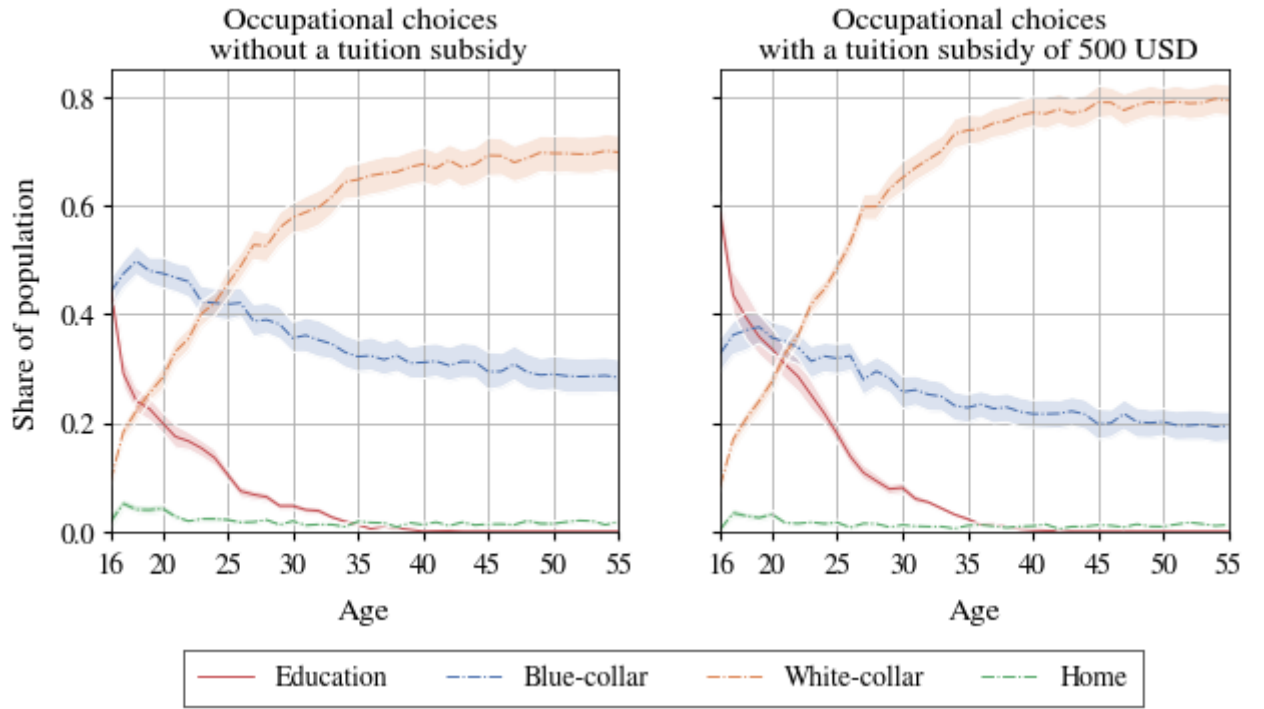 Occupational choices
without a tuition subsidy
Occupational choices
with a tuition subsidy of 500 USD
Share of population
0.8
0.6
0.4
0.2
0.0
16 20 25 30 35 40 45 50 55
16 20 25 30 35 40 45 50 55
Age
Age
Education Blue-collar White-collar Home